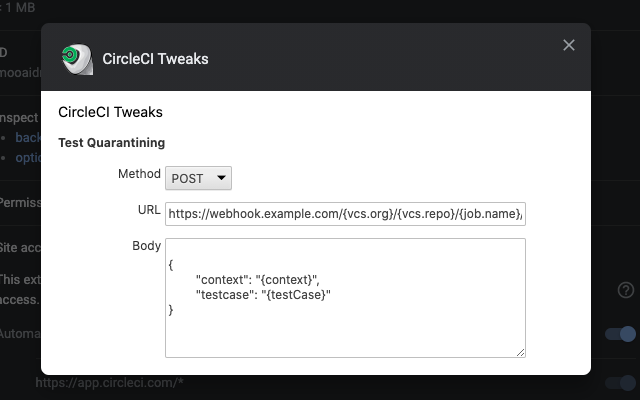 1 MB
CircleCI Tweaks
CircleCI Tweaks
Test Quarantining
Method
POST
URL
https://webhook.example.com/{vcs.org}/{vcs.repo}/{job.name}/
Body
{
"context": "{context}",
"testcase": "{testCase}"
}
D
mooaidn
nspect
back
optio
Permiss
Site acc
This ext
access.
Automa
https://app.circleci.com/*